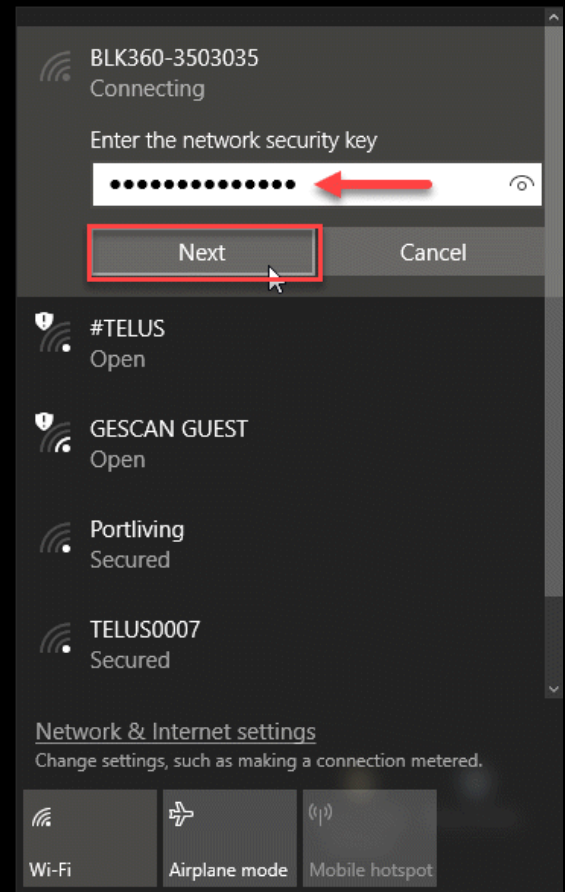 BLK360-3503035
Connecting
Enter the network security key
●●●●●●●●●●●●●●
Next Cancel
#TELUS
Open
GESCAN GUEST
Open
Portliving
Secured
TELUS0007
Secured
Network & Internet settings
Change settings, such as making a connection metered.
Wi-Fi Airplane mode Mobile hotspot